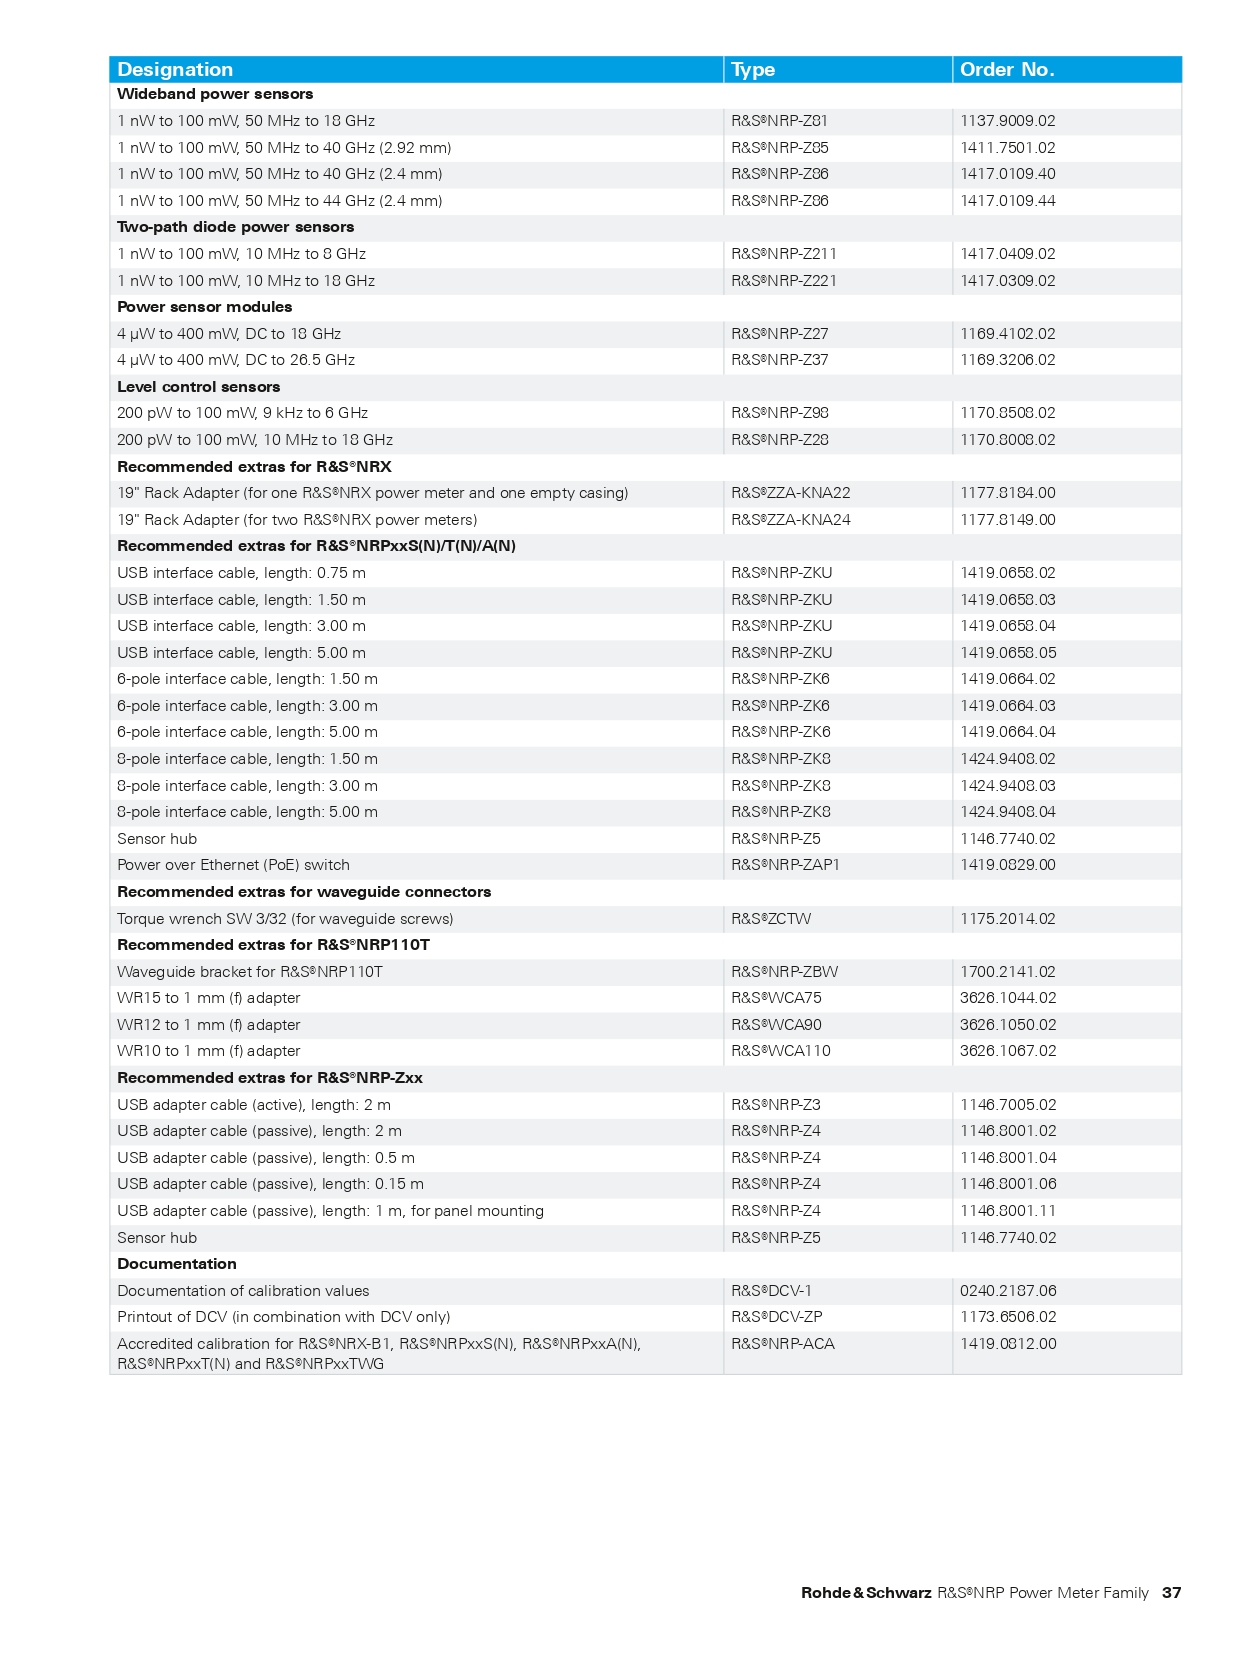 Designation Type Order No.
Wideband power sensors
1 nW to 100 mW, 50 MHz to 18 GHz R&S®NRP-Z81 1137.9009.02
1 nW to 100 mW, 50 MHz to 40 GHz (2.92 mm) R&S®NRP-Z85 1411.7501.02
1 nW to 100 mW, 50 MHz to 40 GHz (2.4 mm) R&S®NRP-Z86 1417.0109.40
1 nW to 100 mW, 50 MHz to 44 GHz (2.4 mm) R&S®NRP-Z86 1417.0109.44
Two-path diode power sensors
1 nW to 100 mW, 10 MHz to 8 GHz R&S®NRP-Z211 1417.0409.02
1 nW to 100 mW, 10 MHz to 18 GHz R&S®NRP-Z221 1417.0309.02
Power sensor modules
4 µW to 400 mW, DC to 18 GHz R&S®NRP-Z27 1169.4102.02
4 µW to 400 mW, DC to 26.5 GHz R&S®NRP-Z37 1169.3206.02
Level control sensors
200 pW to 100 mW, 9 kHz to 6 GHz R&S®NRP-Z98 1170.8508.02
200 pW to 100 mW, 10 MHz to 18 GHz R&S®NRP-Z28 1170.8008.02
Recommended extras for R&S®NRX
19" Rack Adapter (for one R&S®NRX power meter and one empty casing) R&S®ZZA-KNA22 1177.8184.00
19" Rack Adapter (for two R&S®NRX power meters) R&S®ZZA-KNA24 1177.8149.00
Recommended extras for R&S®NRPxxS(N)/T(N)/A(N)
USB interface cable, length: 0.75 m R&S®NRP-ZKU 1419.0658.02
USB interface cable, length: 1.50 m R&S®NRP-ZKU 1419.0658.03
USB interface cable, length: 3.00 m R&S®NRP-ZKU 1419.0658.04
USB interface cable, length: 5.00 m R&S®NRP-ZKU 1419.0658.05
6-pole interface cable, length: 1.50 m R&S®NRP-ZK6 1419.0664.02
6-pole interface cable, length: 3.00 m R&S®NRP-ZK6 1419.0664.03
6-pole interface cable, length: 5.00 m R&S®NRP-ZK6 1419.0664.04
8-pole interface cable, length: 1.50 m R&S®NRP-ZK8 1424.9408.02
8-pole interface cable, length: 3.00 m R&S®NRP-ZK8 1424.9408.03
8-pole interface cable, length: 5.00 m R&S®NRP-ZK8 1424.9408.04
Sensor hub R&S®NRP-Z5 1146.7740.02
Power over Ethernet (PoE) switch R&S®NRP-ZAP1 1419.0829.00
Recommended extras for waveguide connectors
Torque wrench SW 3/32 (for waveguide screws) R&S®ZCTW 1175.2014.02
Recommended extras for R&S®NRP110T
Waveguide bracket for R&S®NRP110T R&S®NRP-ZBW 1700.2141.02
WR15 to 1 mm (f) adapter R&S®WCA75 3626.1044.02
WR12 to 1 mm (f) adapter R&S®WCA90 3626.1050.02
WR10 to 1 mm (f) adapter R&S®WCA110 3626.1067.02
Recommended extras for R&S®NRP-Zxx
USB adapter cable (active), length: 2 m R&S®NRP-Z3 1146.7005.02
USB adapter cable (passive), length: 2 m R&S®NRP-Z4 1146.8001.02
USB adapter cable (passive), length: 0.5 m R&S®NRP-Z4 1146.8001.04
USB adapter cable (passive), length: 0.15 m R&S®NRP-Z4 1146.8001.06
USB adapter cable (passive), length: 1 m, for panel mounting R&S®NRP-Z4 1146.8001.11
Sensor hub R&S®NRP-Z5 1146.7740.02
Documentation
Documentation of calibration values R&S®DCV-1 0240.2187.06
Printout of DCV (in combination with DCV only) R&S®DCV-ZP 1173.6506.02
Accredited calibration for R&S®NRX-B1, R&S®NRPxxS(N), R&S®NRPxxA(N), R&S®NRP-ACA 1419.0812.00
R&S®NRPxxT(N) and R&S®NRPxxTWG
Rohde & Schwarz R&S®NRP Power Meter Family 37